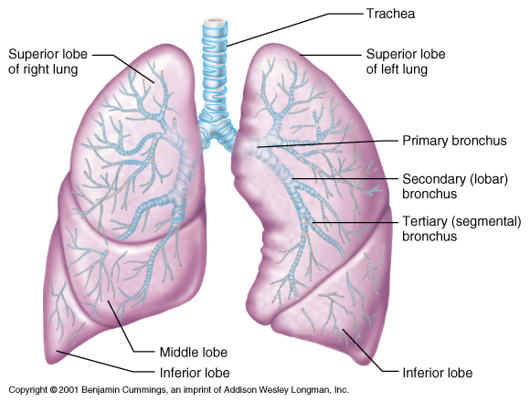 Trachea
Superior lobe
of right lung
Superior lobe
of left lung
Primary bronchus
Secondary (lobar)
bronchus
Tertiary (segmental)
bronchus
Middle lobe
Inferior lobe
Inferior lobe
Copyright © 2001 Benjamin Cummings, an imprint of Addison Wesley Longman, Inc.